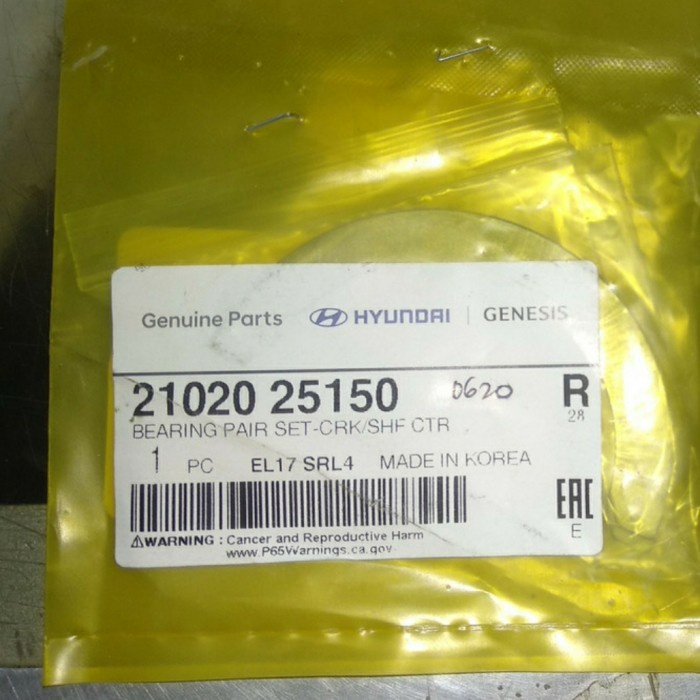 Genuine Parts HYUNDAI | GENESIS
21020 25150 0620 R
28
BEARING PAIR SET-CRK/SHF CTR
1 PC EL17 SRL4 MADE IN KOREA
EAC
E
⚠WARNING : Cancer and Reproductive Harm
www.P65Warnings.ca.gov